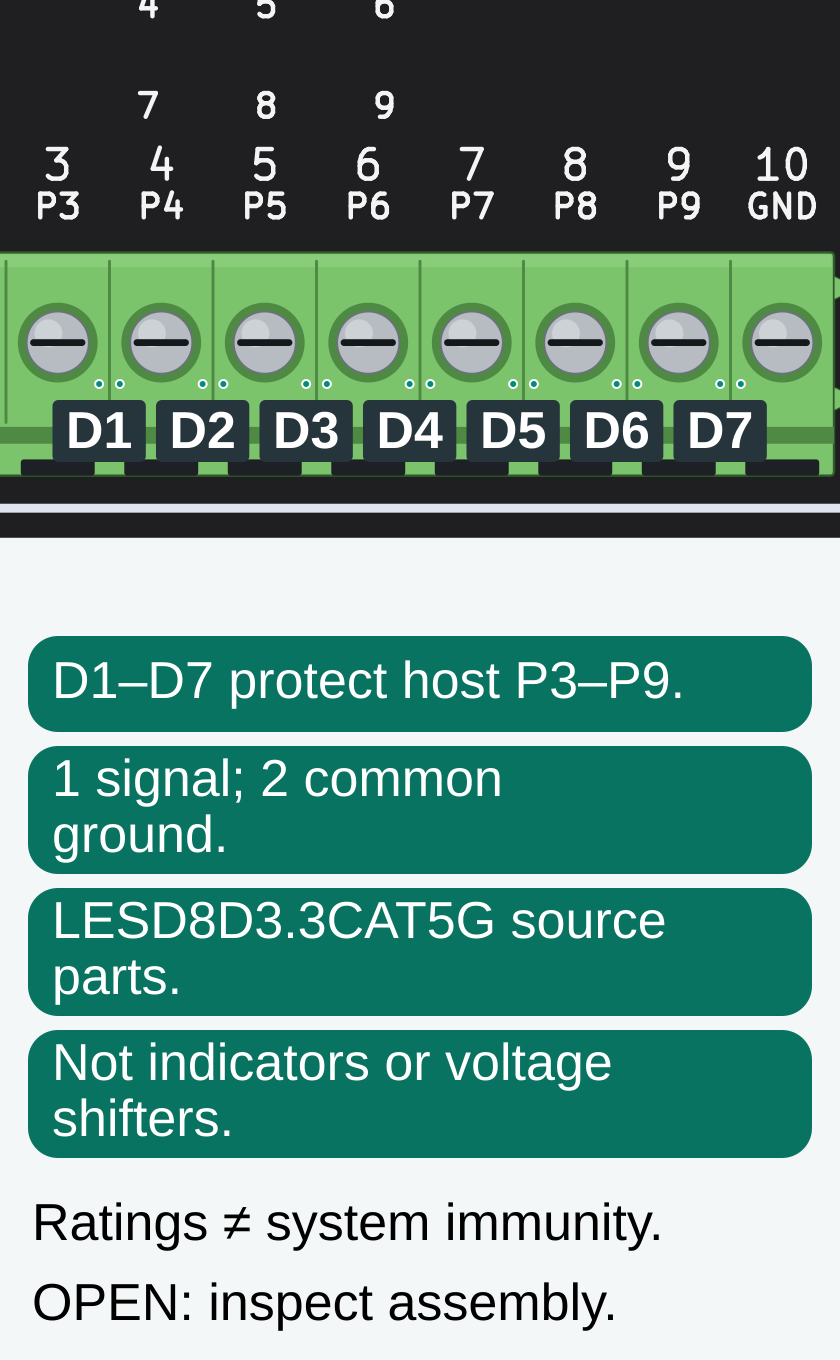 4 5 6
7 8 9
3 4 5 6 7 8 9 10
P3 P4 P5 P6 P7 P8 P9 GND
D1 D2 D3 D4 D5 D6 D7
D1–D7 protect host P3–P9.
1 signal; 2 common
ground.
LESD8D3.3CAT5G source
parts.
Not indicators or voltage
shifters.
Ratings ≠ system immunity.
OPEN: inspect assembly.